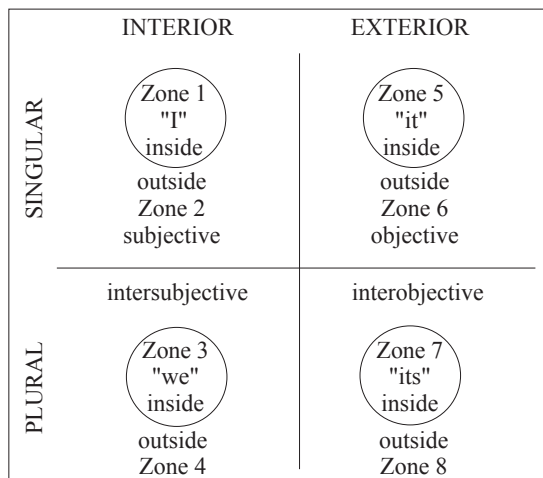 INTERIOR
EXTERIOR
SINGULAR
Zone 1
"I"
inside
outside
Zone 2
subjective
Zone 5
"it"
inside
outside
Zone 6
objective
PLURAL
intersubjective
Zone 3
"we"
inside
outside
Zone 4
interobjective
Zone 7
"its"
inside
outside
Zone 8